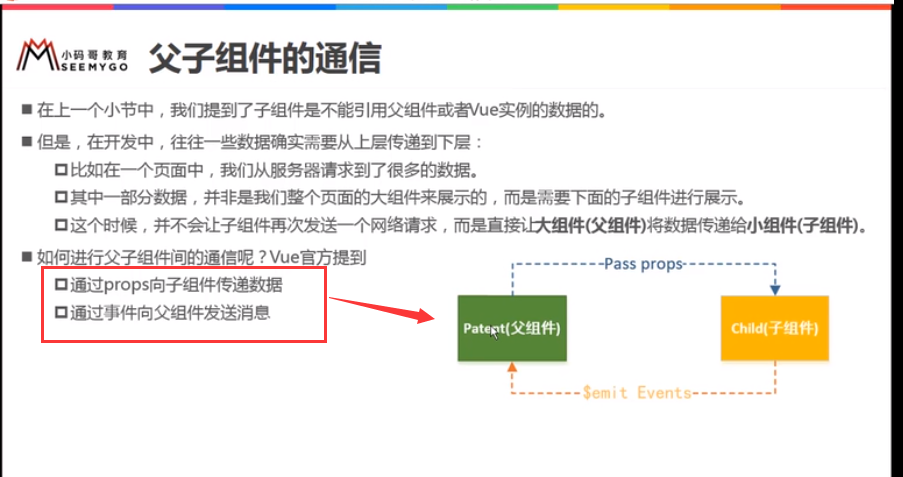 小码哥教育
SEEMYGO
父子组件的通信
在上一个小节中，我们提到了子组件是不能引用父组件或者Vue实例的数据的。
但是，在开发中，往往一些数据确实需要从上层传递到下层：
比如在一个页面中，我们从服务器请求到了很多的数据。
其中一部分数据，并非是我们整个页面的大组件来展示的，而是需要下面的子组件进行展示。
这个时候，并不会让子组件再次发送一个网络请求，而是直接让大组件(父组件)将数据传递给小组件(子组件)。
如何进行父子组件间的通信呢？Vue官方提到
通过props向子组件传递数据
通过事件向父组件发送消息
Pass props
Patent(父组件)
Child(子组件)
$emit Events